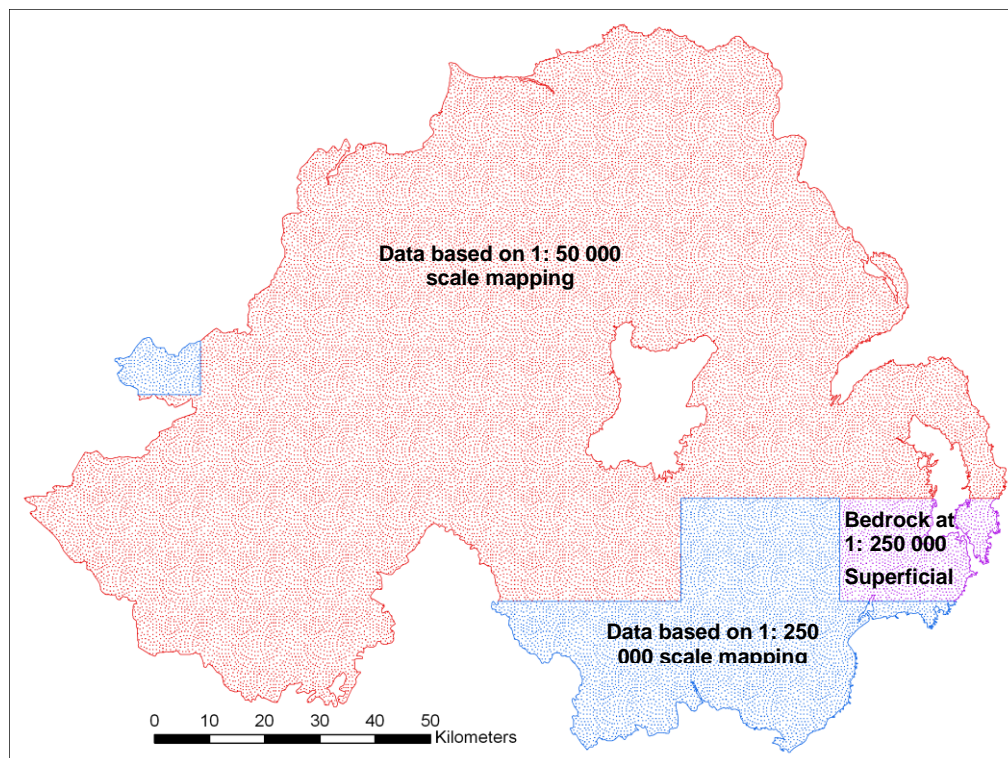 Data based on 1: 50 000
scale mapping
Bedrock at
1: 250 000
Superficial
Data based on 1: 250
000 scale mapping
0 10 20 30 40 50
Kilometers